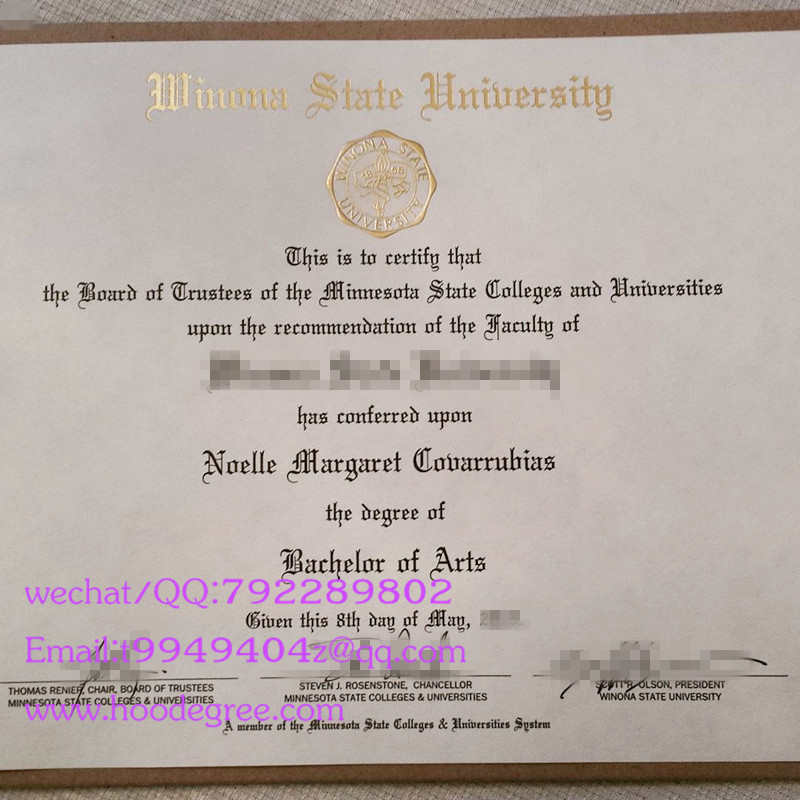 Winona State University
WINONA STATE
1858
UNIVERSITY
This is to certify that
the Board of Trustees of the Minnesota State Colleges and Universities
upon the recommendation of the Faculty of
has conferred upon
Noelle Margaret Covarrubias
the degree of
Bachelor of Arts
wechat/QQ:792289802
Given this 8th day of May,
Email:t9949404z@qq.com
THOMAS RENIER, CHAIR, BOARD OF TRUSTEES
MINNESOTA STATE COLLEGES & UNIVERSITIES
STEVEN J. ROSENSTONE, CHANCELLOR
MINNESOTA STATE COLLEGES & UNIVERSITIES
SCOTT R. OLSON, PRESIDENT
WINONA STATE UNIVERSITY
www.hoodegree.com
A member of the Minnesota State Colleges & Universities System